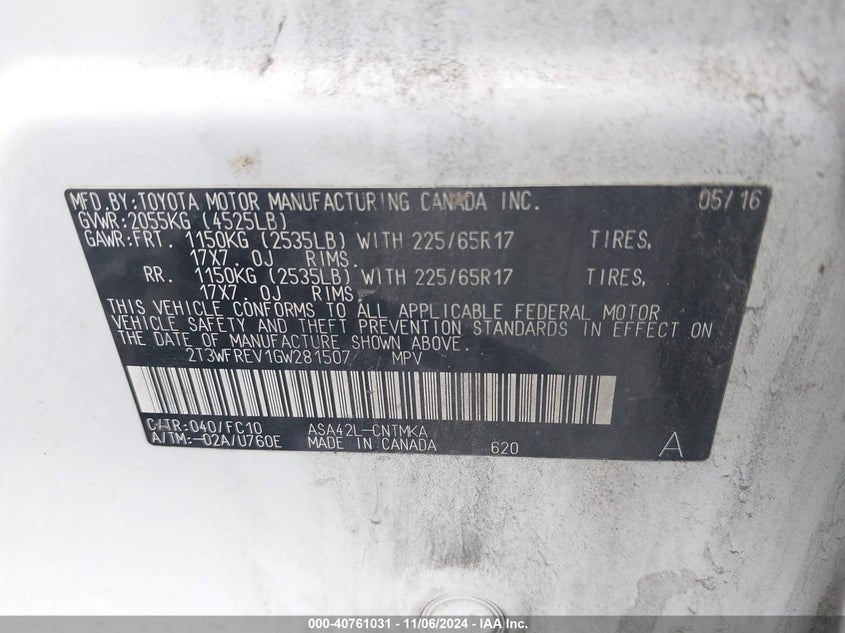 MFD.BY:TOYOTA MOTOR MANUFACTURING CANADA INC. 05/16
GVWR:2055KG (4525LB)
GAWR:FRT. 1150KG (2535LB) WITH 225/65R17 TIRES,
17X7.0J RIMS.
RR. 1150KG (2535LB) WITH 225/65R17 TIRES,
17X7.0J RIMS.
THIS VEHICLE CONFORMS TO ALL APPLICABLE FEDERAL MOTOR
VEHICLE SAFETY AND THEFT PREVENTION STANDARDS IN EFFECT ON
THE DATE OF MANUFACTURE SHOWN ABOVE.
2T3WFREV1GW281507 MPV
C/TR:040/FC10 ASA42L-CNTMKA
A/TM:-02A/U760E MADE IN CANADA 620 A
000-40761031 - 11/06/2024 - IAA Inc.